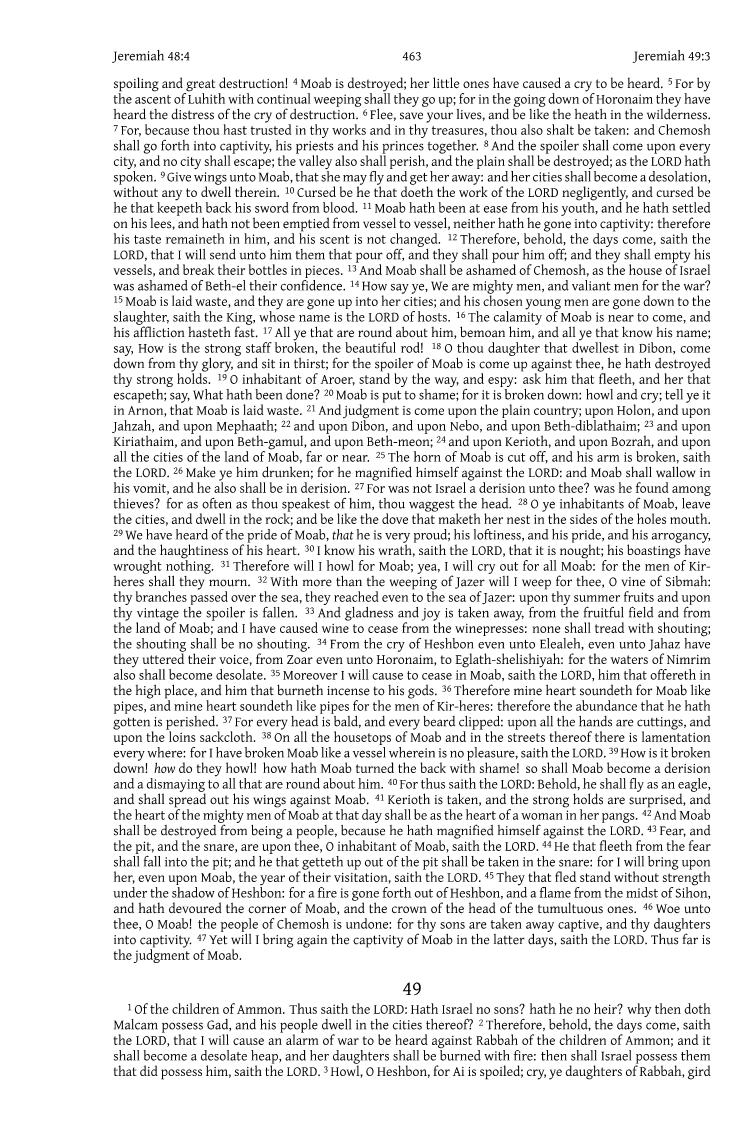 Jeremiah 48:4 463 Jeremiah 49:3
spoiling and great destruction! 4 Moab is destroyed; her little ones have caused a cry to be heard. 5 For by
the ascent of Luhith with continual weeping shall they go up; for in the going down of Horonaim they have
heard the distress of the cry of destruction. 6 Flee, save your lives, and be like the heath in the wilderness.
7 For, because thou hast trusted in thy works and in thy treasures, thou also shalt be taken: and Chemosh
shall go forth into captivity, his priests and his princes together. 8 And the spoiler shall come upon every
city, and no city shall escape; the valley also shall perish, and the plain shall be destroyed; as the LORD hath
spoken. 9 Give wings unto Moab, that she may fly and get her away: and her cities shall become a desolation,
without any to dwell therein. 10 Cursed be he that doeth the work of the LORD negligently, and cursed be
he that keepeth back his sword from blood. 11 Moab hath been at ease from his youth, and he hath settled
on his lees, and hath not been emptied from vessel to vessel, neither hath he gone into captivity: therefore
his taste remaineth in him, and his scent is not changed. 12 Therefore, behold, the days come, saith the
LORD, that I will send unto him them that pour off, and they shall pour him off; and they shall empty his
vessels, and break their bottles in pieces. 13 And Moab shall be ashamed of Chemosh, as the house of Israel
was ashamed of Beth-el their confidence. 14 How say ye, We are mighty men, and valiant men for the war?
15 Moab is laid waste, and they are gone up into her cities; and his chosen young men are gone down to the
slaughter, saith the King, whose name is the LORD of hosts. 16 The calamity of Moab is near to come, and
his affliction hasteth fast. 17 All ye that are round about him, bemoan him, and all ye that know his name;
say, How is the strong staff broken, the beautiful rod! 18 O thou daughter that dwellest in Dibon, come
down from thy glory, and sit in thirst; for the spoiler of Moab is come up against thee, he hath destroyed
thy strong holds. 19 O inhabitant of Aroer, stand by the way, and espy: ask him that fleeth, and her that
escapeth; say, What hath been done? 20 Moab is put to shame; for it is broken down: howl and cry; tell ye it
in Arnon, that Moab is laid waste. 21 And judgment is come upon the plain country; upon Holon, and upon
Jahzah, and upon Mephaath; 22 and upon Dibon, and upon Nebo, and upon Beth-diblathaim; 23 and upon
Kiriathaim, and upon Beth-gamul, and upon Beth-meon; 24 and upon Kerioth, and upon Bozrah, and upon
all the cities of the land of Moab, far or near. 25 The horn of Moab is cut off, and his arm is broken, saith
the LORD. 26 Make ye him drunken; for he magnified himself against the LORD: and Moab shall wallow in
his vomit, and he also shall be in derision. 27 For was not Israel a derision unto thee? was he found among
thieves? for as often as thou speakest of him, thou waggest the head. 28 O ye inhabitants of Moab, leave
the cities, and dwell in the rock; and be like the dove that maketh her nest in the sides of the holes mouth.
29 We have heard of the pride of Moab, that he is very proud; his loftiness, and his pride, and his arrogancy,
and the haughtiness of his heart. 30 I know his wrath, saith the LORD, that it is nought; his boastings have
wrought nothing. 31 Therefore will I howl for Moab; yea, I will cry out for all Moab: for the men of Kir-
heres shall they mourn. 32 With more than the weeping of Jazer will I weep for thee, O vine of Sibmah:
thy branches passed over the sea, they reached even to the sea of Jazer: upon thy summer fruits and upon
thy vintage the spoiler is fallen. 33 And gladness and joy is taken away, from the fruitful field and from
the land of Moab; and I have caused wine to cease from the winepresses: none shall tread with shouting;
the shouting shall be no shouting. 34 From the cry of Heshbon even unto Elealeh, even unto Jahaz have
they uttered their voice, from Zoar even unto Horonaim, to Eglath-shelishiyah: for the waters of Nimrim
also shall become desolate. 35 Moreover I will cause to cease in Moab, saith the LORD, him that offereth in
the high place, and him that burneth incense to his gods. 36 Therefore mine heart soundeth for Moab like
pipes, and mine heart soundeth like pipes for the men of Kir-heres: therefore the abundance that he hath
gotten is perished. 37 For every head is bald, and every beard clipped: upon all the hands are cuttings, and
upon the loins sackcloth. 38 On all the housetops of Moab and in the streets thereof there is lamentation
every where: for I have broken Moab like a vessel wherein is no pleasure, saith the LORD. 39 How is it broken
down! how do they howl! how hath Moab turned the back with shame! so shall Moab become a derision
and a dismaying to all that are round about him. 40 For thus saith the LORD: Behold, he shall fly as an eagle,
and shall spread out his wings against Moab. 41 Kerioth is taken, and the strong holds are surprised, and
the heart of the mighty men of Moab at that day shall be as the heart of a woman in her pangs. 42 And Moab
shall be destroyed from being a people, because he hath magnified himself against the LORD. 43 Fear, and
the pit, and the snare, are upon thee, O inhabitant of Moab, saith the LORD. 44 He that fleeth from the fear
shall fall into the pit; and he that getteth up out of the pit shall be taken in the snare: for I will bring upon
her, even upon Moab, the year of their visitation, saith the LORD. 45 They that fled stand without strength
under the shadow of Heshbon: for a fire is gone forth out of Heshbon, and a flame from the midst of Sihon,
and hath devoured the corner of Moab, and the crown of the head of the tumultuous ones. 46 Woe unto
thee, O Moab! the people of Chemosh is undone: for thy sons are taken away captive, and thy daughters
into captivity. 47 Yet will I bring again the captivity of Moab in the latter days, saith the LORD. Thus far is
the judgment of Moab.
49
1 Of the children of Ammon. Thus saith the LORD: Hath Israel no sons? hath he no heir? why then doth
Malcam possess Gad, and his people dwell in the cities thereof? 2 Therefore, behold, the days come, saith
the LORD, that I will cause an alarm of war to be heard against Rabbah of the children of Ammon; and it
shall become a desolate heap, and her daughters shall be burned with fire: then shall Israel possess them
that did possess him, saith the LORD. 3 Howl, O Heshbon, for Ai is spoiled; cry, ye daughters of Rabbah, gird